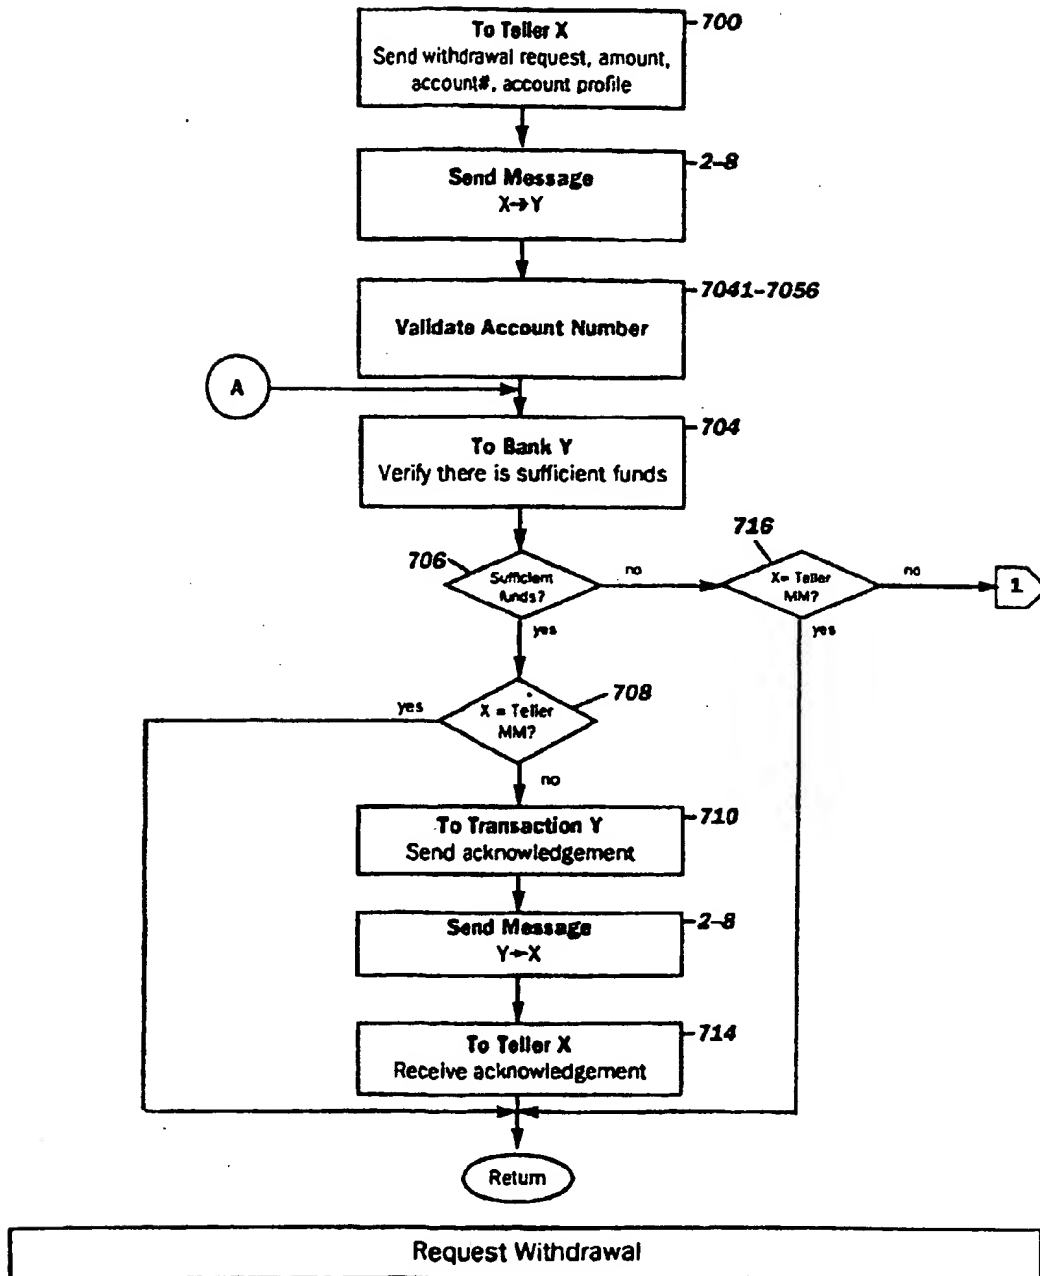 To Teller X
700
Send withdrawal request, amount,
account#, account profile
Send Message
2-8
X→Y
7041-7056
Validate Account Number
A
To Bank Y
704
Verify there is sufficient funds
706
Sufficient
funds?
no
716
X= Teller
MM?
no
1
yes
yes
yes
X = Teller
MM?
708
no
To Transaction Y
710
Send acknowledgement
Send Message
2-8
Y→X
To Teller X
714
Receive acknowledgement
Return
Request Withdrawal